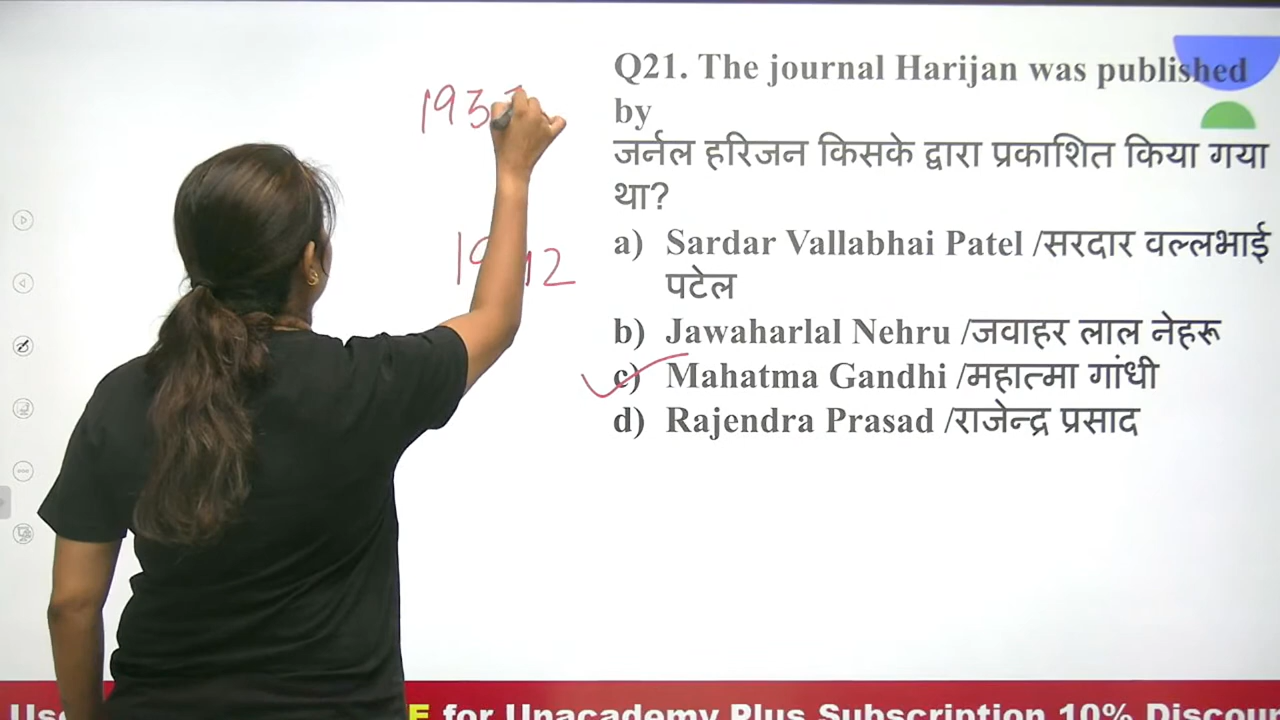 Q21. The journal Harijan was published
by
जर्नल हरिजन किसके द्वारा प्रकाशित किया गया
था?
a) Sardar Vallabhai Patel /सरदार वल्लभाई
पटेल
b) Jawaharlal Nehru /जवाहर लाल नेहरू
c) Mahatma Gandhi /महात्मा गांधी
d) Rajendra Prasad /राजेन्द्र प्रसाद
193
for Unacademy Plus Subscription 10%